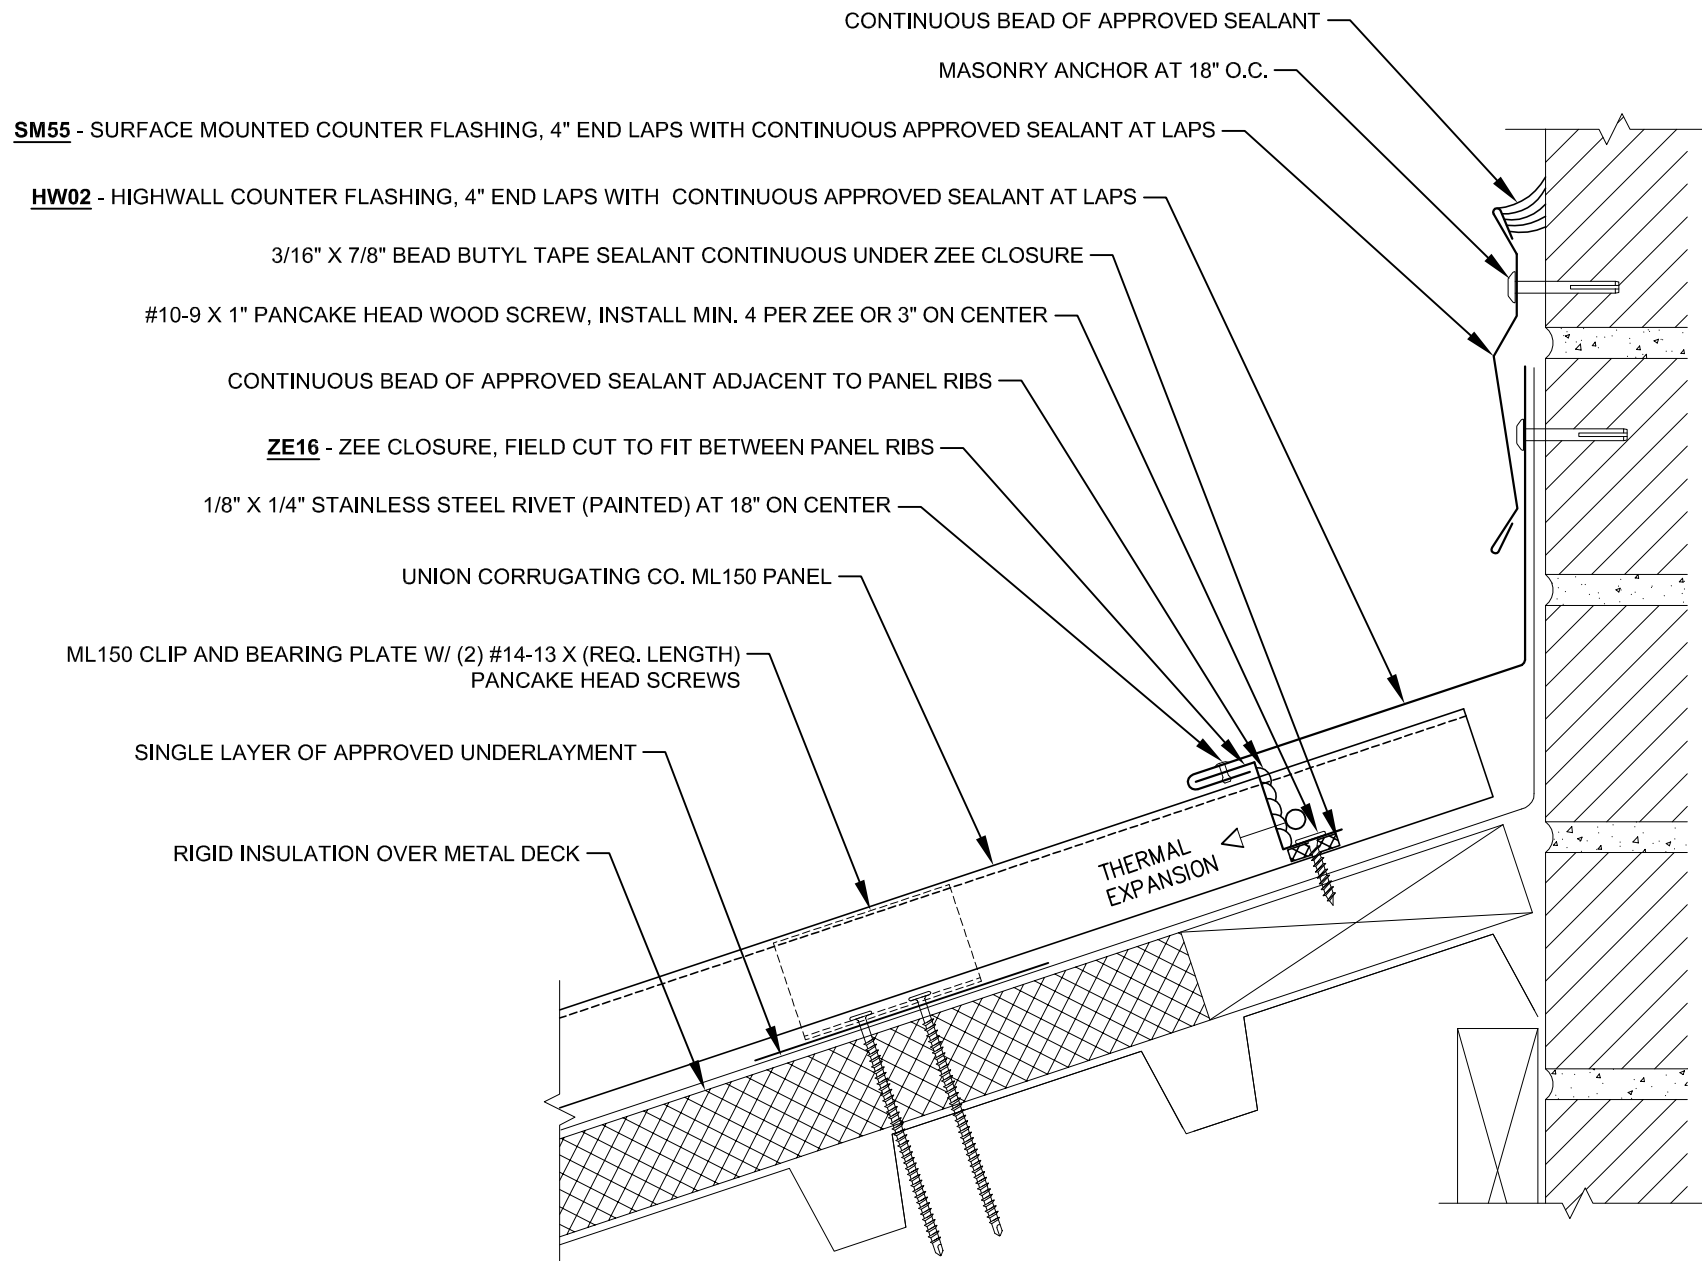 CONTINUOUS BEAD OF APPROVED SEALANT
MASONRY ANCHOR AT 18" O.C.
SM55 - SURFACE MOUNTED COUNTER FLASHING, 4" END LAPS WITH CONTINUOUS APPROVED SEALANT AT LAPS
HW02 - HIGHWALL COUNTER FLASHING, 4" END LAPS WITH CONTINUOUS APPROVED SEALANT AT LAPS
3/16" X 7/8" BEAD BUTYL TAPE SEALANT CONTINUOUS UNDER ZEE CLOSURE
#10-9 X 1" PANCAKE HEAD WOOD SCREW, INSTALL MIN. 4 PER ZEE OR 3" ON CENTER
CONTINUOUS BEAD OF APPROVED SEALANT ADJACENT TO PANEL RIBS
ZE16 - ZEE CLOSURE, FIELD CUT TO FIT BETWEEN PANEL RIBS
1/8" X 1/4" STAINLESS STEEL RIVET (PAINTED) AT 18" ON CENTER
UNION CORRUGATING CO. ML150 PANEL
ML150 CLIP AND BEARING PLATE W/ (2) #14-13 X (REQ. LENGTH)
PANCAKE HEAD SCREWS
SINGLE LAYER OF APPROVED UNDERLAYMENT
RIGID INSULATION OVER METAL DECK
THERMAL
EXPANSION